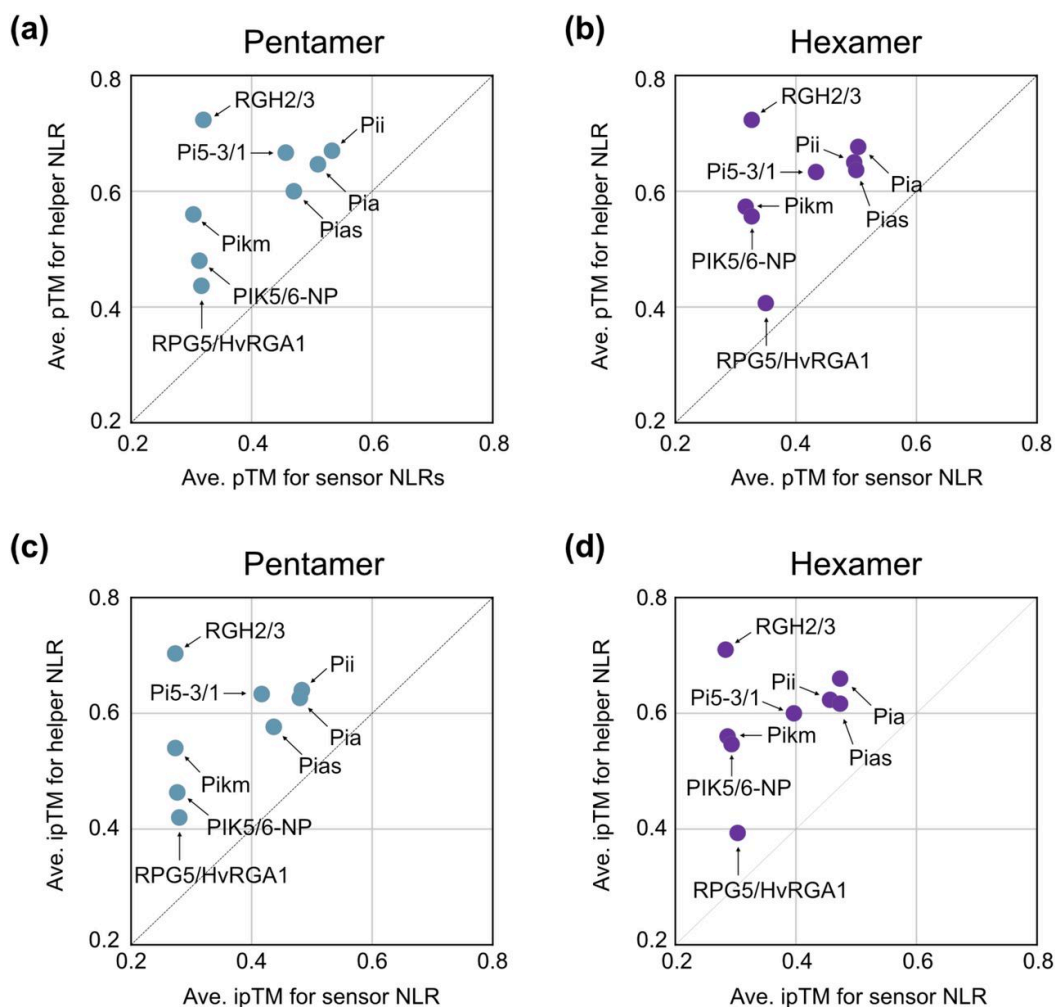 (a)
Pentamer
Ave. pTM for helper NLR
0.8
0.6
0.4
0.2
RGH2/3
Pii
Pi5-3/1
Pia
Pias
Pikm
PIK5/6-NP
RPG5/HvRGA1
0.2 0.4 0.6 0.8
Ave. pTM for sensor NLRs
(b)
Hexamer
Ave. pTM for helper NLR
0.8
0.6
0.4
0.2
RGH2/3
Pii
Pi5-3/1
Pia
Pikm
Pias
PIK5/6-NP
RPG5/HvRGA1
0.2 0.4 0.6 0.8
Ave. pTM for sensor NLR
(c)
Pentamer
Ave. ipTM for helper NLR
0.8
0.6
0.4
0.2
RGH2/3
Pii
Pi5-3/1
Pia
Pias
Pikm
PIK5/6-NP
RPG5/HvRGA1
0.2 0.4 0.6 0.8
Ave. ipTM for sensor NLR
(d)
Hexamer
Ave. ipTM for helper NLR
0.8
0.6
0.4
0.2
RGH2/3
Pii
Pi5-3/1
Pia
Pikm
Pias
PIK5/6-NP
RPG5/HvRGA1
0.2 0.4 0.6 0.8
Ave. ipTM for sensor NLR